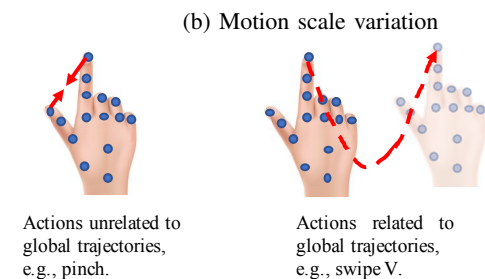 (b) Motion scale variation
Actions unrelated to
global trajectories,
e.g., pinch.
Actions related to
global trajectories,
e.g., swipe V.